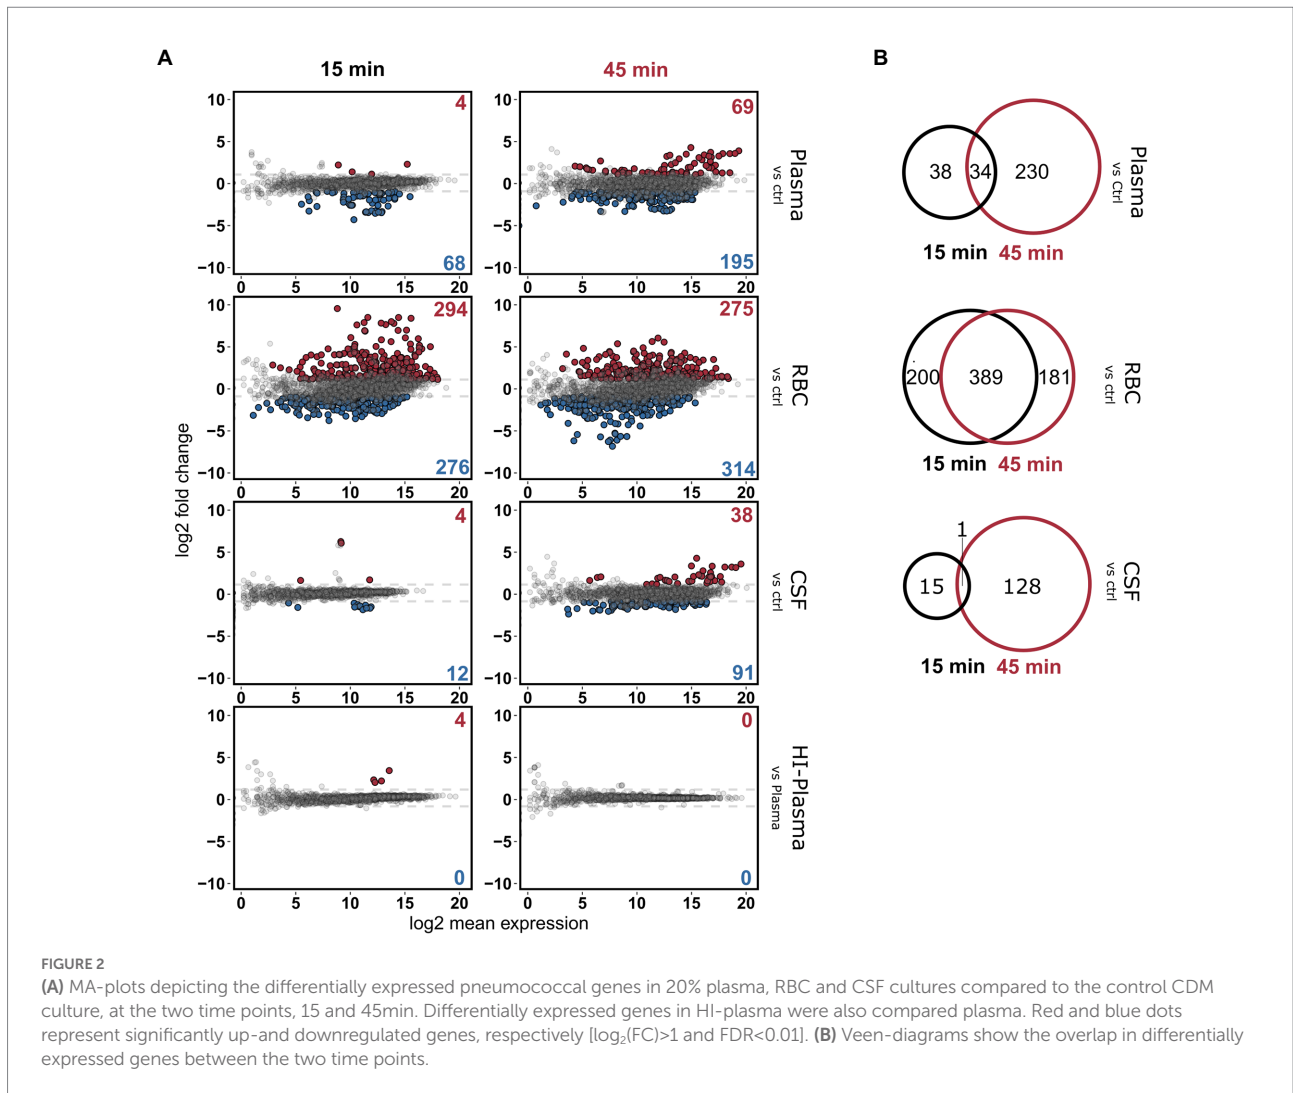 A
B
15 min
45 min
10
5
0
−5
−10
4
68
0 5 10 15 20
10
5
0
−5
−10
69
195
0 5 10 15 20
Plasma
vs ctrl
10
5
0
−5
−10
294
276
0 5 10 15 20
10
5
0
−5
−10
275
314
0 5 10 15 20
RBC
vs ctrl
10
5
0
−5
−10
4
12
0 5 10 15 20
10
5
0
−5
−10
38
91
0 5 10 15 20
CSF
vs ctrl
10
5
0
−5
−10
4
0
0 5 10 15 20
10
5
0
−5
−10
0
0
0 5 10 15 20
HI-Plasma
vs Plasma
log2 fold change
log2 mean expression
38 34 230
15 min 45 min
Plasma
vs Ctrl
200 389 181
15 min 45 min
RBC
vs ctrl
1
15 128
15 min 45 min
CSF
vs ctrl
FIGURE 2
(A) MA-plots depicting the differentially expressed pneumococcal genes in 20% plasma, RBC and CSF cultures compared to the control CDM
culture, at the two time points, 15 and 45min. Differentially expressed genes in HI-plasma were also compared plasma. Red and blue dots
represent significantly up-and downregulated genes, respectively [log₂(FC)>1 and FDR<0.01]. (B) Veen-diagrams show the overlap in differentially
expressed genes between the two time points.